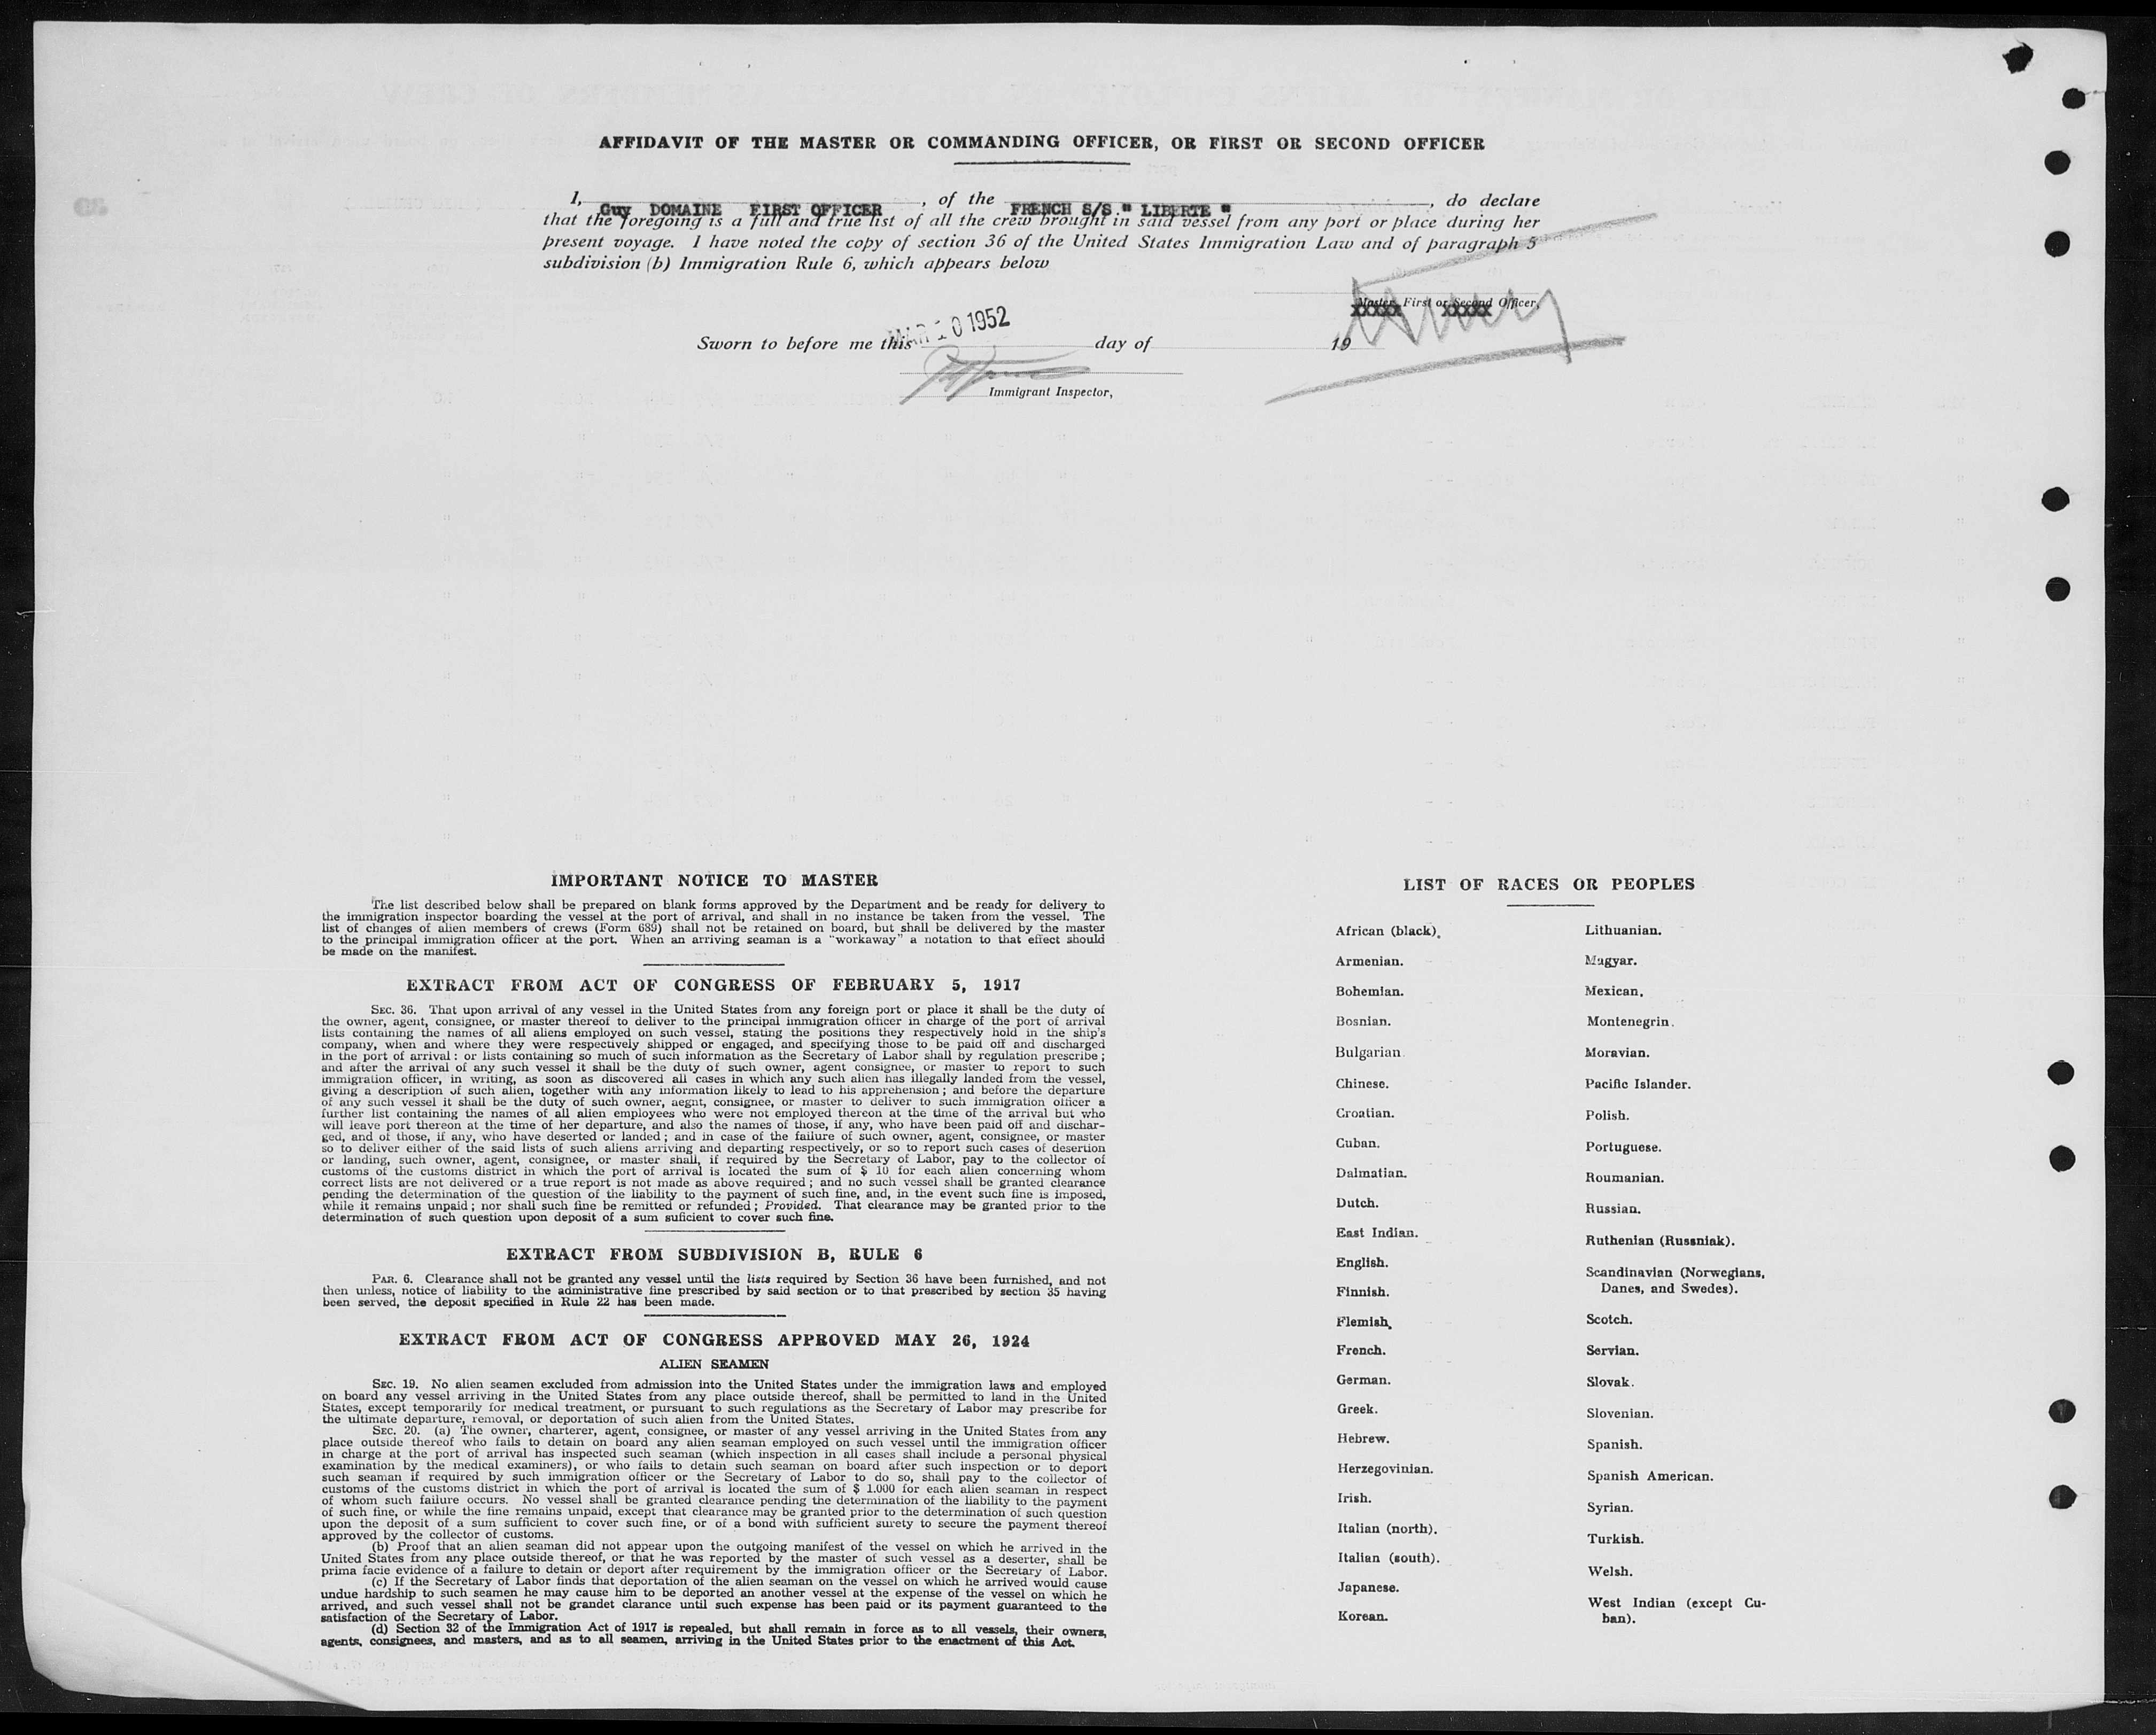 AFFIDAVIT OF THE MASTER OR COMMANDING OFFICER, OR FIRST OR SECOND OFFICER
I, Guy DOMAINE FIRST OFFICER, of the FRENCH S/S." LIBERTE ", do declare
that the foregoing is a full and true list of all the crew brought in said vessel from any port or place during her
present voyage. I have noted the copy of section 36 of the United States Immigration Law and of paragraph 5
subdivision (b) Immigration Rule 6, which appears below
Master, First or Second Officer,
XXXXX XXXXX
MAR 10 1952
Sworn to before me this day of 19
Immigrant Inspector,
IMPORTANT NOTICE TO MASTER
The list described below shall be prepared on blank forms approved by the Department and be ready for delivery to
the immigration inspector boarding the vessel at the port of arrival, and shall in no instance be taken from the vessel. The
list of changes of alien members of crews (Form 689) shall not be retained on board, but shall be delivered by the master
to the principal immigration officer at the port. When an arriving seaman is a "workaway" a notation to that effect should
be made on the manifest.
EXTRACT FROM ACT OF CONGRESS OF FEBRUARY 5, 1917
SEC. 36. That upon arrival of any vessel in the United States from any foreign port or place it shall be the duty of
the owner, agent, consignee, or master thereof to deliver to the principal immigration officer in charge of the port of arrival
lists containing the names of all aliens employed on such vessel, stating the positions they respectively hold in the ship's
company, when and where they were respectively shipped or engaged, and specifying those to be paid off and discharged
in the port of arrival: or lists containing so much of such information as the Secretary of Labor shall by regulation prescribe;
and after the arrival of any such vessel it shall be the duty of such owner, agent consignee, or master to report to such
immigration officer, in writing, as soon as discovered all cases in which any such alien has illegally landed from the vessel,
giving a description of such alien, together with any information likely to lead to his apprehension; and before the departure
of any such vessel it shall be the duty of such owner, aegnt, consignee, or master to deliver to such immigration officer a
further list containing the names of all alien employees who were not employed thereon at the time of the arrival but who
will leave port thereon at the time of her departure, and also the names of those, if any, who have been paid off and dischar-
ged, and of those, if any, who have deserted or landed; and in case of the failure of such owner, agent, consignee, or master
so to deliver either of the said lists of such aliens arriving and departing respectively, or so to report such cases of desertion
or landing, such owner, agent, consignee, or master shall, if required by the Secretary of Labor, pay to the collector of
customs of the customs district in which the port of arrival is located the sum of $ 10 for each alien concerning whom
correct lists are not delivered or a true report is not made as above required; and no such vessel shall be granted clearance
pending the determination of the question of the liability to the payment of such fine, and, in the event such fine is imposed,
while it remains unpaid; nor shall such fine be remitted or refunded; Provided. That clearance may be granted prior to the
determination of such question upon deposit of a sum suficient to cover such fine.
EXTRACT FROM SUBDIVISION B, RULE 6
PAR. 6. Clearance shall not be granted any vessel until the lists required by Section 36 have been furnished, and not
then unless, notice of liability to the administrative fine prescribed by said section or to that prescribed by section 35 having
been served, the deposit specified in Rule 22 has been made.
EXTRACT FROM ACT OF CONGRESS APPROVED MAY 26, 1924
ALIEN SEAMEN
SEC. 19. No alien seamen excluded from admission into the United States under the immigration laws and employed
on board any vessel arriving in the United States from any place outside thereof, shall be permitted to land in the United
States, except temporarily for medical treatment, or pursuant to such regulations as the Secretary of Labor may prescribe for
the ultimate departure, removal, or deportation of such alien from the United States.
SEC. 20. (a) The owner, charterer, agent, consignee, or master of any vessel arriving in the United States from any
place outside thereof who fails to detain on board any alien seaman employed on such vessel until the immigration officer
in charge at the port of arrival has inspected such seaman (which inspection in all cases shall include a personal physical
examination by the medical examiners), or who fails to detain such seaman on board after such inspection or to deport
such seaman if required by such immigration officer or the Secretary of Labor to do so, shall pay to the collector of
customs of the customs district in which the port of arrival is located the sum of $ 1.000 for each alien seaman in respect
of whom such failure occurs. No vessel shall be granted clearance pending the determination of the liability to the payment
of such fine, or while the fine remains unpaid, except that clearance may be granted prior to the determination of such question
upon the deposit of a sum sufficient to cover such fine, or of a bond with sufficient surety to secure the payment thereof
approved by the collector of customs.
(b) Proof that an alien seaman did not appear upon the outgoing manifest of the vessel on which he arrived in the
United States from any place outside thereof, or that he was reported by the master of such vessel as a deserter, shall be
prima facie evidence of a failure to detain or deport after requirement by the immigration officer or the Secretary of Labor.
(c) If the Secretary of Labor finds that deportation of the alien seaman on the vessel on which he arrived would cause
undue hardship to such seamen he may cause him to be deported an another vessel at the expense of the vessel on which he
arrived, and such vessel shall not be grandet clarance until such expense has been paid or its payment guaranteed to the
satisfaction of the Secretary of Labor.
(d) Section 32 of the Immigration Act of 1917 is repealed, but shall remain in force as to all vessels, their owners,
agents, consignees, and masters, and as to all seamen, arriving in the United States prior to the enactment of this Act.
LIST OF RACES OR PEOPLES
African (black).
Armenian.
Bohemian.
Bosnian.
Bulgarian.
Chinese.
Croatian.
Cuban.
Dalmatian.
Dutch.
East Indian.
English.
Finnish.
Flemish.
French.
German.
Greek.
Hebrew.
Herzegovinian.
Irish.
Italian (north).
Italian (south).
Japanese.
Korean.
Lithuanian.
Magyar.
Mexican.
Montenegrin.
Moravian.
Pacific Islander.
Polish.
Portuguese.
Roumanian.
Russian.
Ruthenian (Russniak).
Scandinavian (Norwegians,
Danes, and Swedes).
Scotch.
Servian.
Slovak.
Slovenian.
Spanish.
Spanish American.
Syrian.
Turkish.
Welsh.
West Indian (except Cu-
ban).